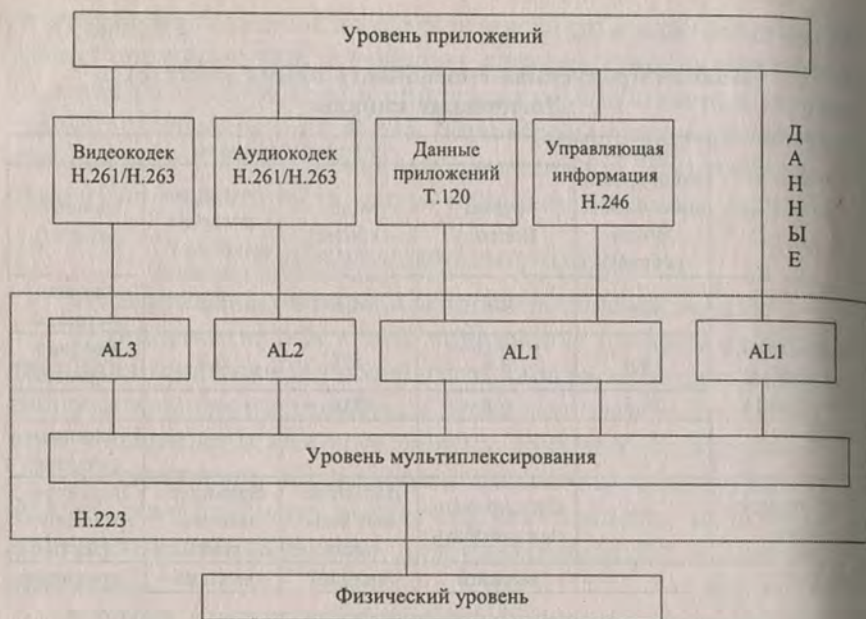 Уровень приложений
Видеокодек
H.261/H.263
Аудиокодек
H.261/H.263
Данные
приложений
T.120
Управляющая
информация
H.246
ДАННЫЕ
AL3
AL2
AL1
AL1
Уровень мультиплексирования
H.223
Физический уровень